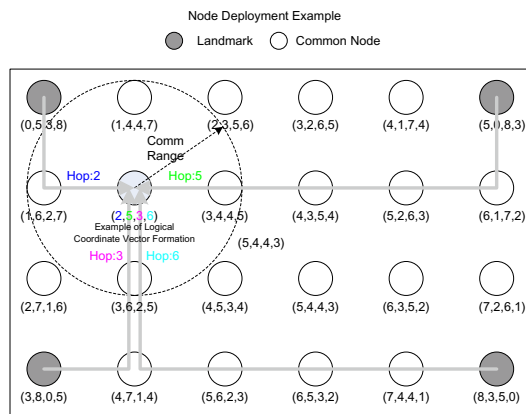 Node Deployment Example
Landmark Common Node
(0,5,3,8) (1,4,4,7) (2,3,5,6) (3,2,6,5) (4,1,7,4) (5,0,8,3)
Comm
Range
Hop:2 Hop:5
(1,6,2,7) (2,5,3,6) (3,4,4,5) (4,3,5,4) (5,2,6,3) (6,1,7,2)
Example of Logical
Coordinate Vector Formation
(5,4,4,3)
Hop:3 Hop:6
(2,7,1,6) (3,6,2,5) (4,5,3,4) (5,4,4,3) (6,3,5,2) (7,2,6,1)
(3,8,0,5) (4,7,1,4) (5,6,2,3) (6,5,3,2) (7,4,4,1) (8,3,5,0)